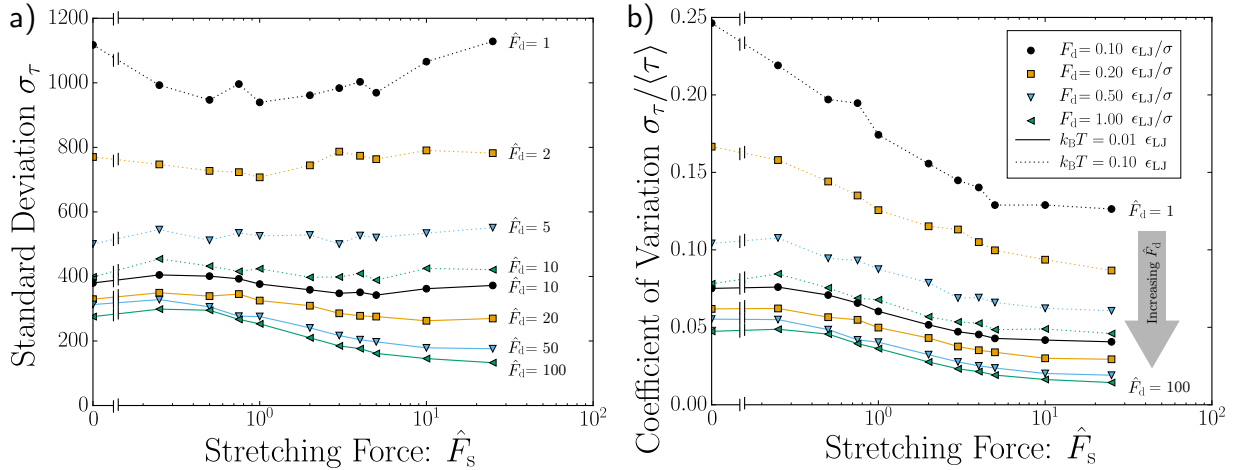 a)
Standard Deviation σ_τ
1200
1000
800
600
400
200
0
F̂_d = 1
F̂_d = 2
F̂_d = 5
F̂_d = 10
F̂_d = 10
F̂_d = 20
F̂_d = 50
F̂_d = 100
0 10^0 10^1 10^2
Stretching Force: F̂_s
b)
Coefficient of Variation σ_τ/⟨τ⟩
0.25
0.20
0.15
0.10
0.05
0.00
F_d = 0.10 ϵ_LJ/σ
F_d = 0.20 ϵ_LJ/σ
F_d = 0.50 ϵ_LJ/σ
F_d = 1.00 ϵ_LJ/σ
k_BT = 0.01 ϵ_LJ
k_BT = 0.10 ϵ_LJ
F̂_d = 1
Increasing F̂_d
F̂_d = 100
0 10^0 10^1 10^2
Stretching Force: F̂_s